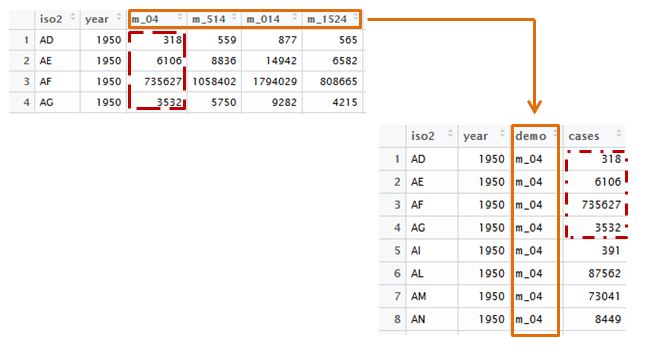 iso2 year m_04 m_514 m_014 m_1524
1 AD 1950 318 559 877 565
2 AE 1950 6106 8836 14942 6582
3 AF 1950 735627 1058402 1794029 808665
4 AG 1950 3532 5750 9282 4215
iso2 year demo cases
1 AD 1950 m_04 318
2 AE 1950 m_04 6106
3 AF 1950 m_04 735627
4 AG 1950 m_04 3532
5 AI 1950 m_04 391
6 AL 1950 m_04 87562
7 AM 1950 m_04 73041
8 AN 1950 m_04 8449